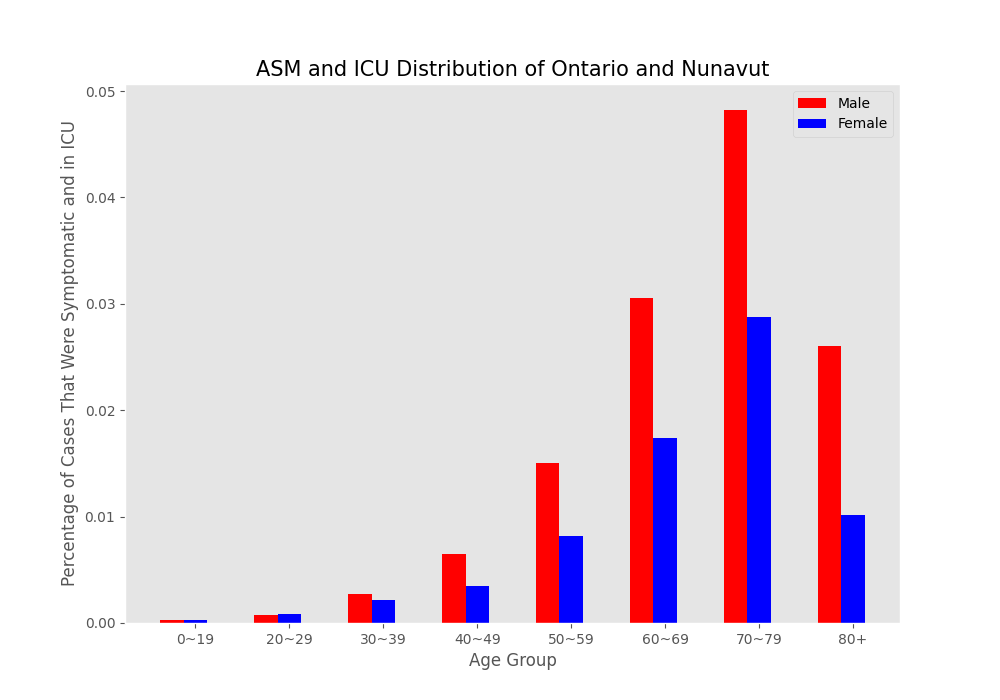 ASM and ICU Distribution of Ontario and Nunavut
Male
Female
Percentage of Cases That Were Symptomatic and in ICU
0.05
0.04
0.03
0.02
0.01
0.00
0~19 20~29 30~39 40~49 50~59 60~69 70~79 80+
Age Group